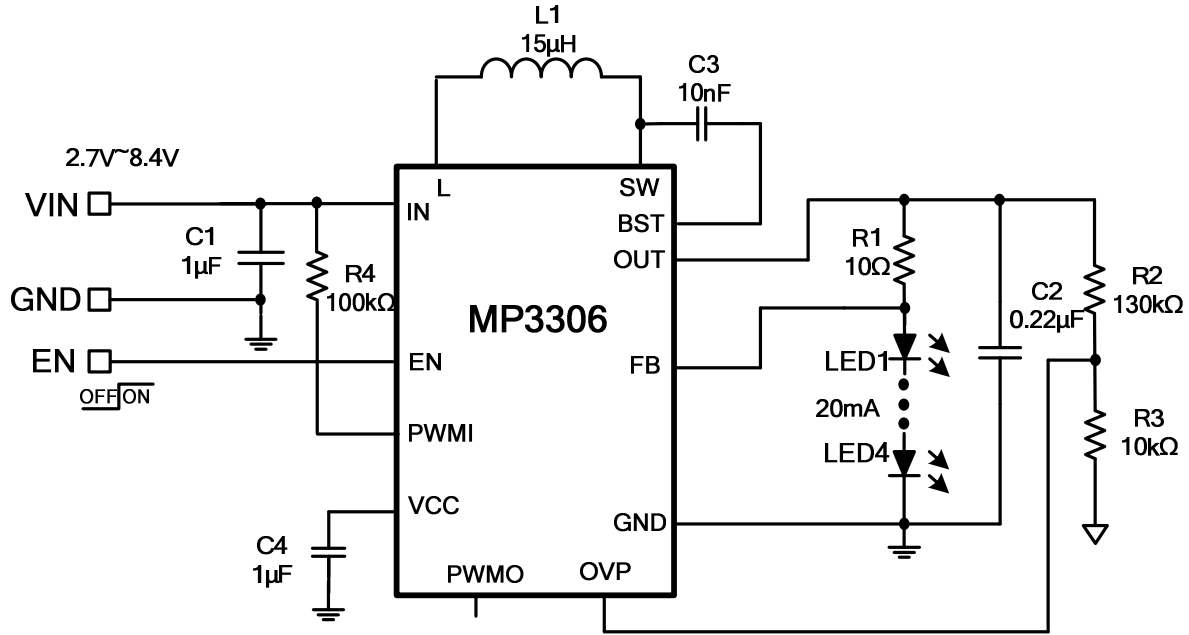 L1
15µH
C3
10nF
2.7V~8.4V
VIN
L
SW
IN
BST
C1
1µF
R4
100kΩ
OUT
R1
10Ω
C2
0.22µF
R2
130kΩ
GND
MP3306
EN
EN
FB
LED1
OFF ON
20mA
PWMI
R3
10kΩ
LED4
VCC
GND
C4
1µF
PWMO
OVP